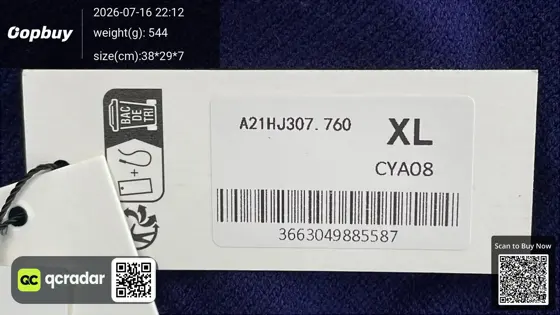 Oopbuy
2026-07-16 22:12
weight(g): 544
size(cm):38*29*7
BAC
DE
TRI
A21HJ307.760
XL
CYA08
3663049885587
QC qcradar
Scan to Buy Now